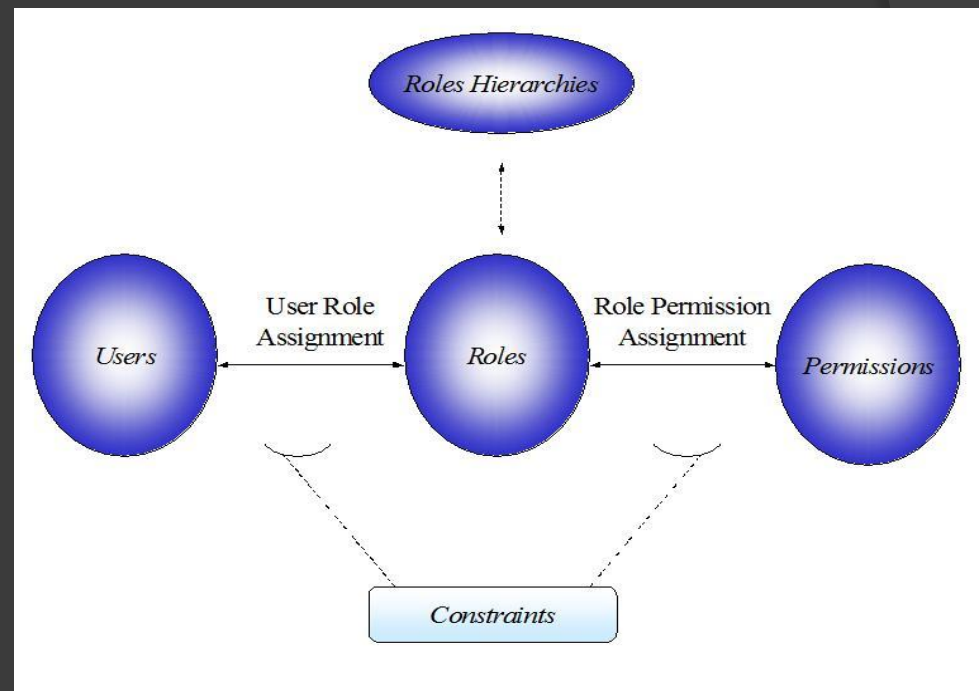 Roles Hierarchies
User Role
Assignment
Role Permission
Assignment
Users
Roles
Permissions
Constraints